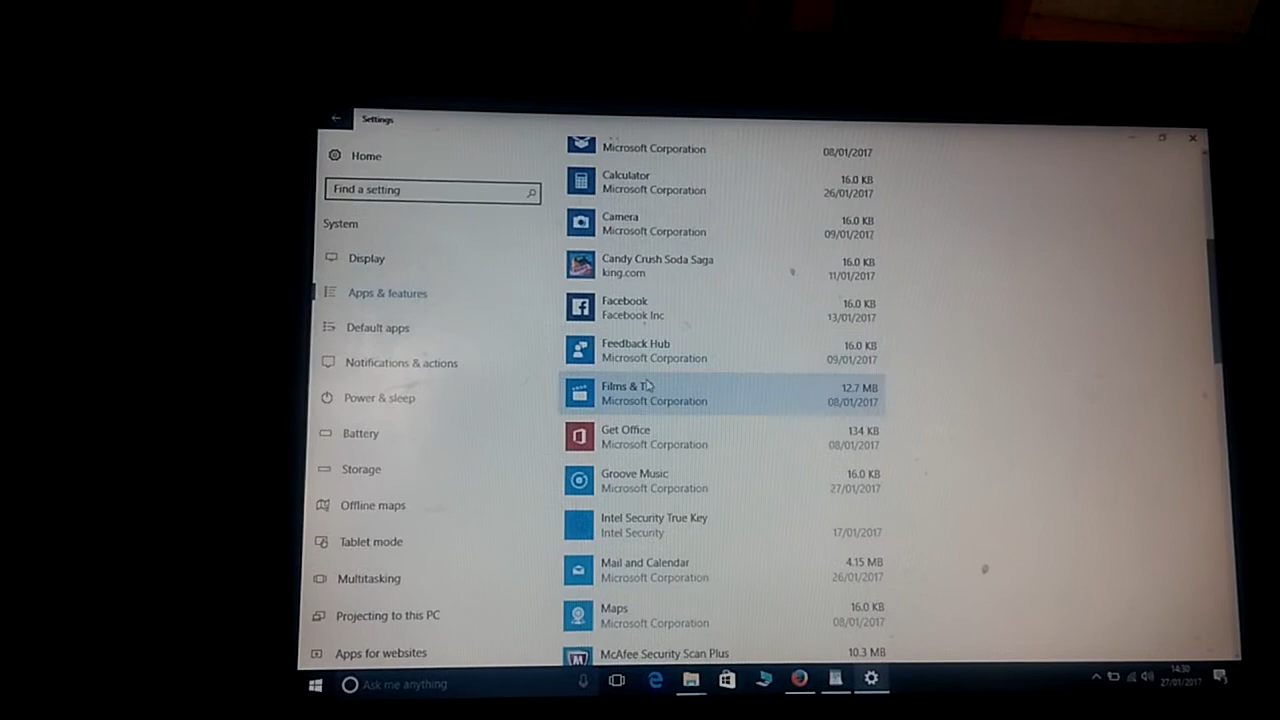 Settings
Home
Find a setting
System
Display
Apps & features
Default apps
Notifications & actions
Power & sleep
Battery
Storage
Offline maps
Tablet mode
Multitasking
Projecting to this PC
Apps for websites
Microsoft Corporation
08/01/2017
Calculator 16.0 KB
Microsoft Corporation 26/01/2017
Camera 16.0 KB
Microsoft Corporation 09/01/2017
Candy Crush Soda Saga 16.0 KB
king.com 11/01/2017
Facebook 16.0 KB
Facebook Inc 13/01/2017
Feedback Hub 16.0 KB
Microsoft Corporation 09/01/2017
Films & T 12.7 MB
Microsoft Corporation 08/01/2017
Get Office 134 KB
Microsoft Corporation 08/01/2017
Groove Music 16.0 KB
Microsoft Corporation 27/01/2017
Intel Security True Key
Intel Security 17/01/2017
Mail and Calendar 4.15 MB
Microsoft Corporation 26/01/2017
Maps 16.0 KB
Microsoft Corporation 08/01/2017
McAfee Security Scan Plus 10.3 MB
Ask me anything
14:30
27/01/2017